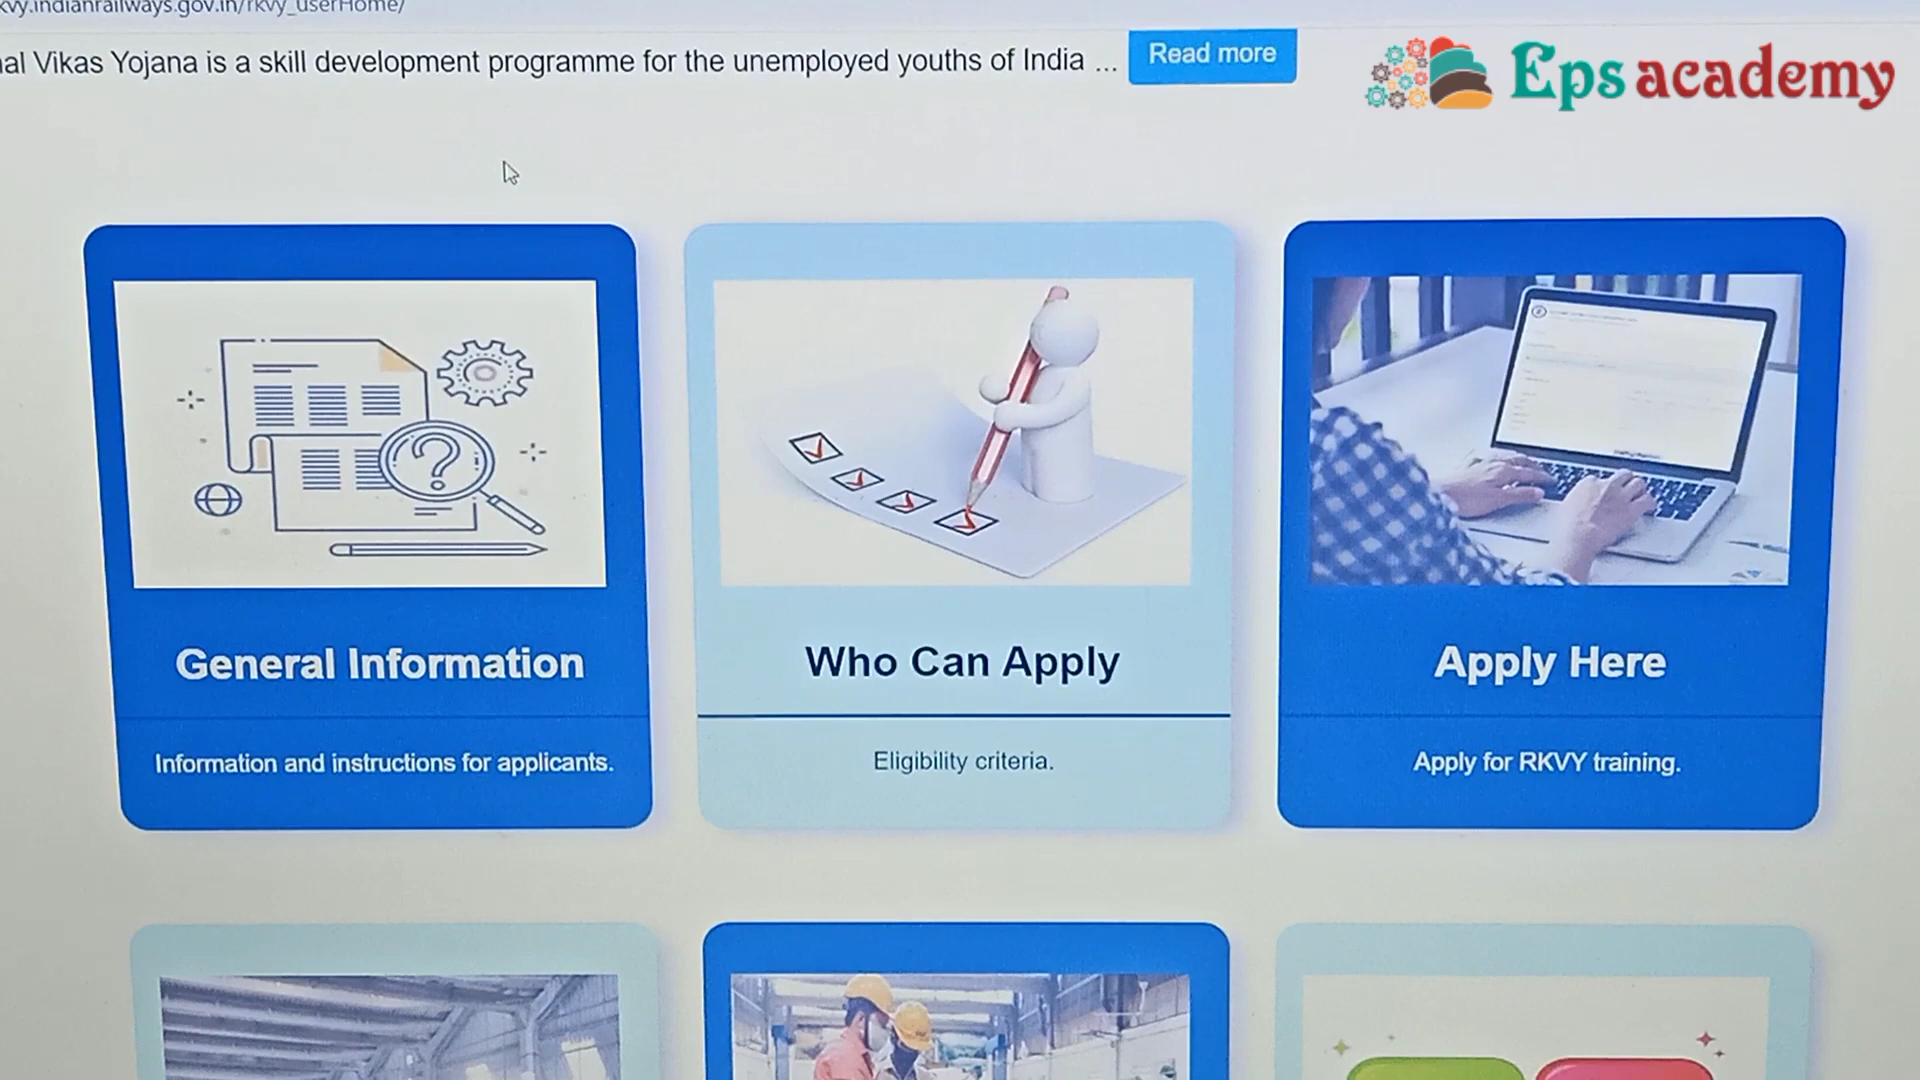 kvy.indianrailways.gov.in/rkvy_userHome/
al Vikas Yojana is a skill development programme for the unemployed youths of India ...
Read more
Eps academy
General Information
Who Can Apply
Apply Here
Information and instructions for applicants.
Eligibility criteria.
Apply for RKVY training.